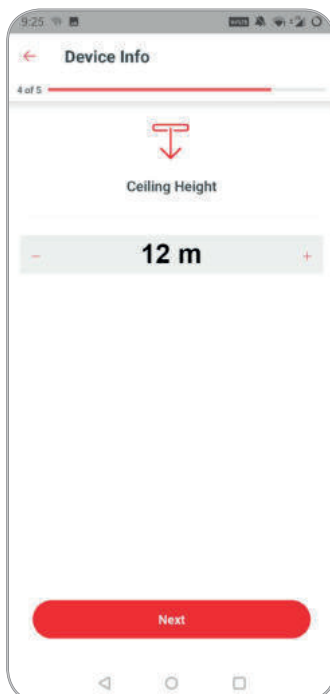 9:25
Device Info
4 of 5
Ceiling Height
- 12 m +
Next